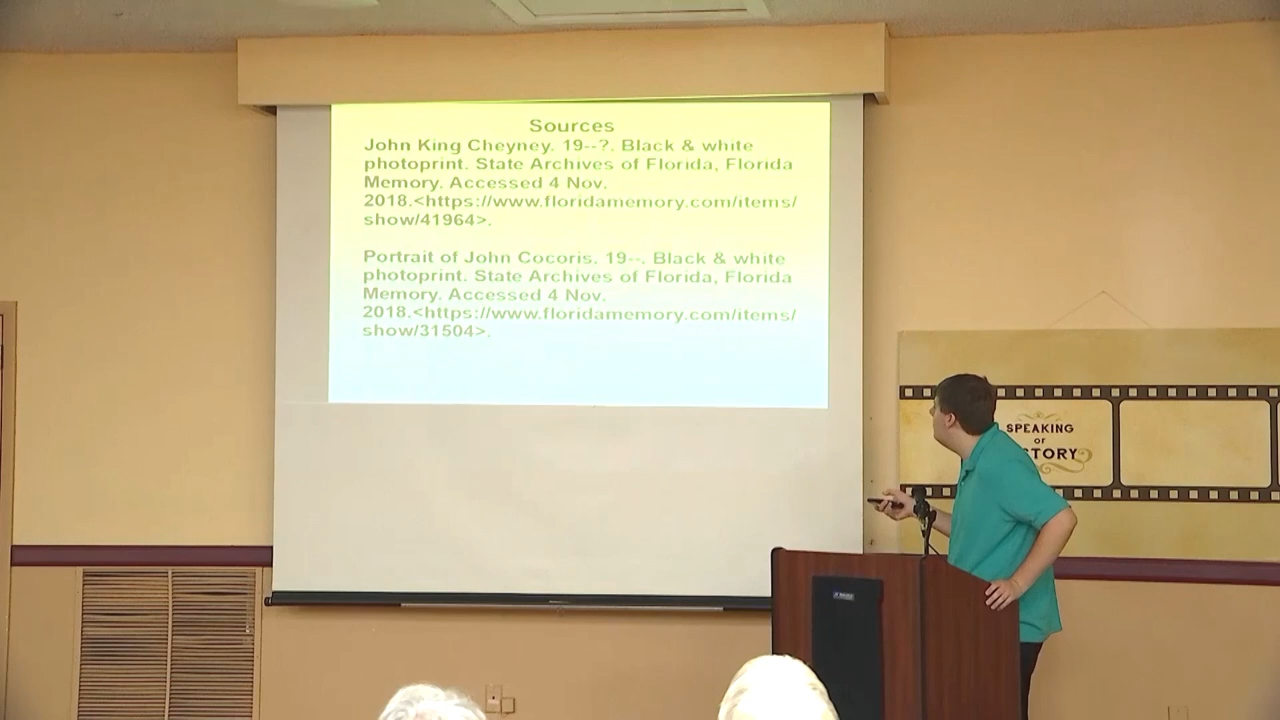 Sources
John King Cheyney. 19--?. Black & white
photoprint. State Archives of Florida, Florida
Memory. Accessed 4 Nov.
2018.<https://www.floridamemory.com/items/
show/41964>.
Portrait of John Cocoris. 19--. Black & white
photoprint. State Archives of Florida, Florida
Memory. Accessed 4 Nov.
2018.<https://www.floridamemory.com/items/
show/31504>.
SPEAKING
OF
STORY